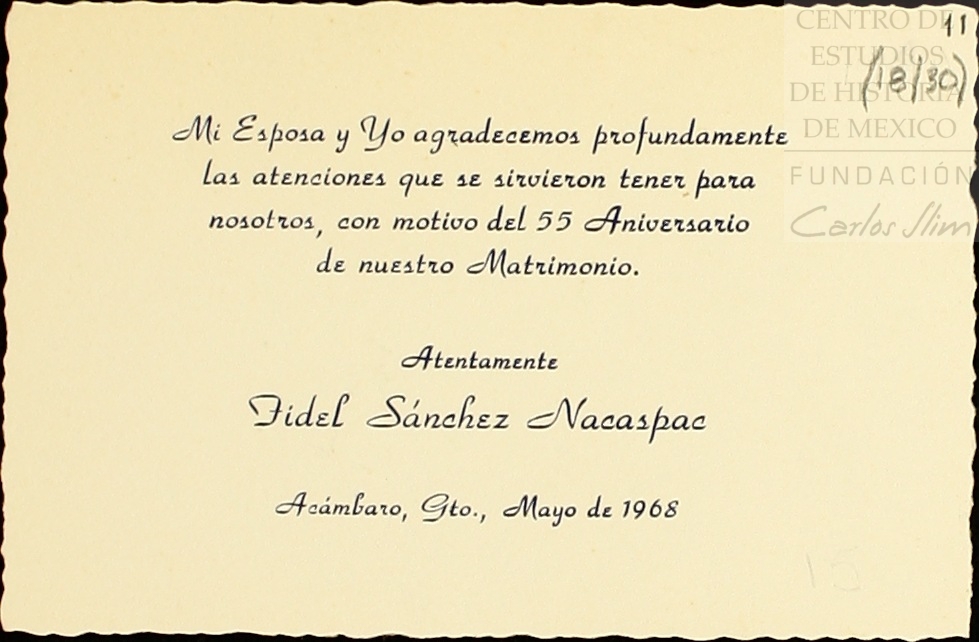 CENTRO DE
ESTUDIOS
DE HISTORIA
DE MEXICO
FUNDACIÓN
Carlos Slim
11
(18/30)
Mi Esposa y Yo agradecemos profundamente
las atenciones que se sirvieron tener para
nosotros, con motivo del 55 Aniversario
de nuestro Matrimonio.
Atentamente
Fidel Sánchez Nacaspac
Acámbaro, Gto., Mayo de 1968
15